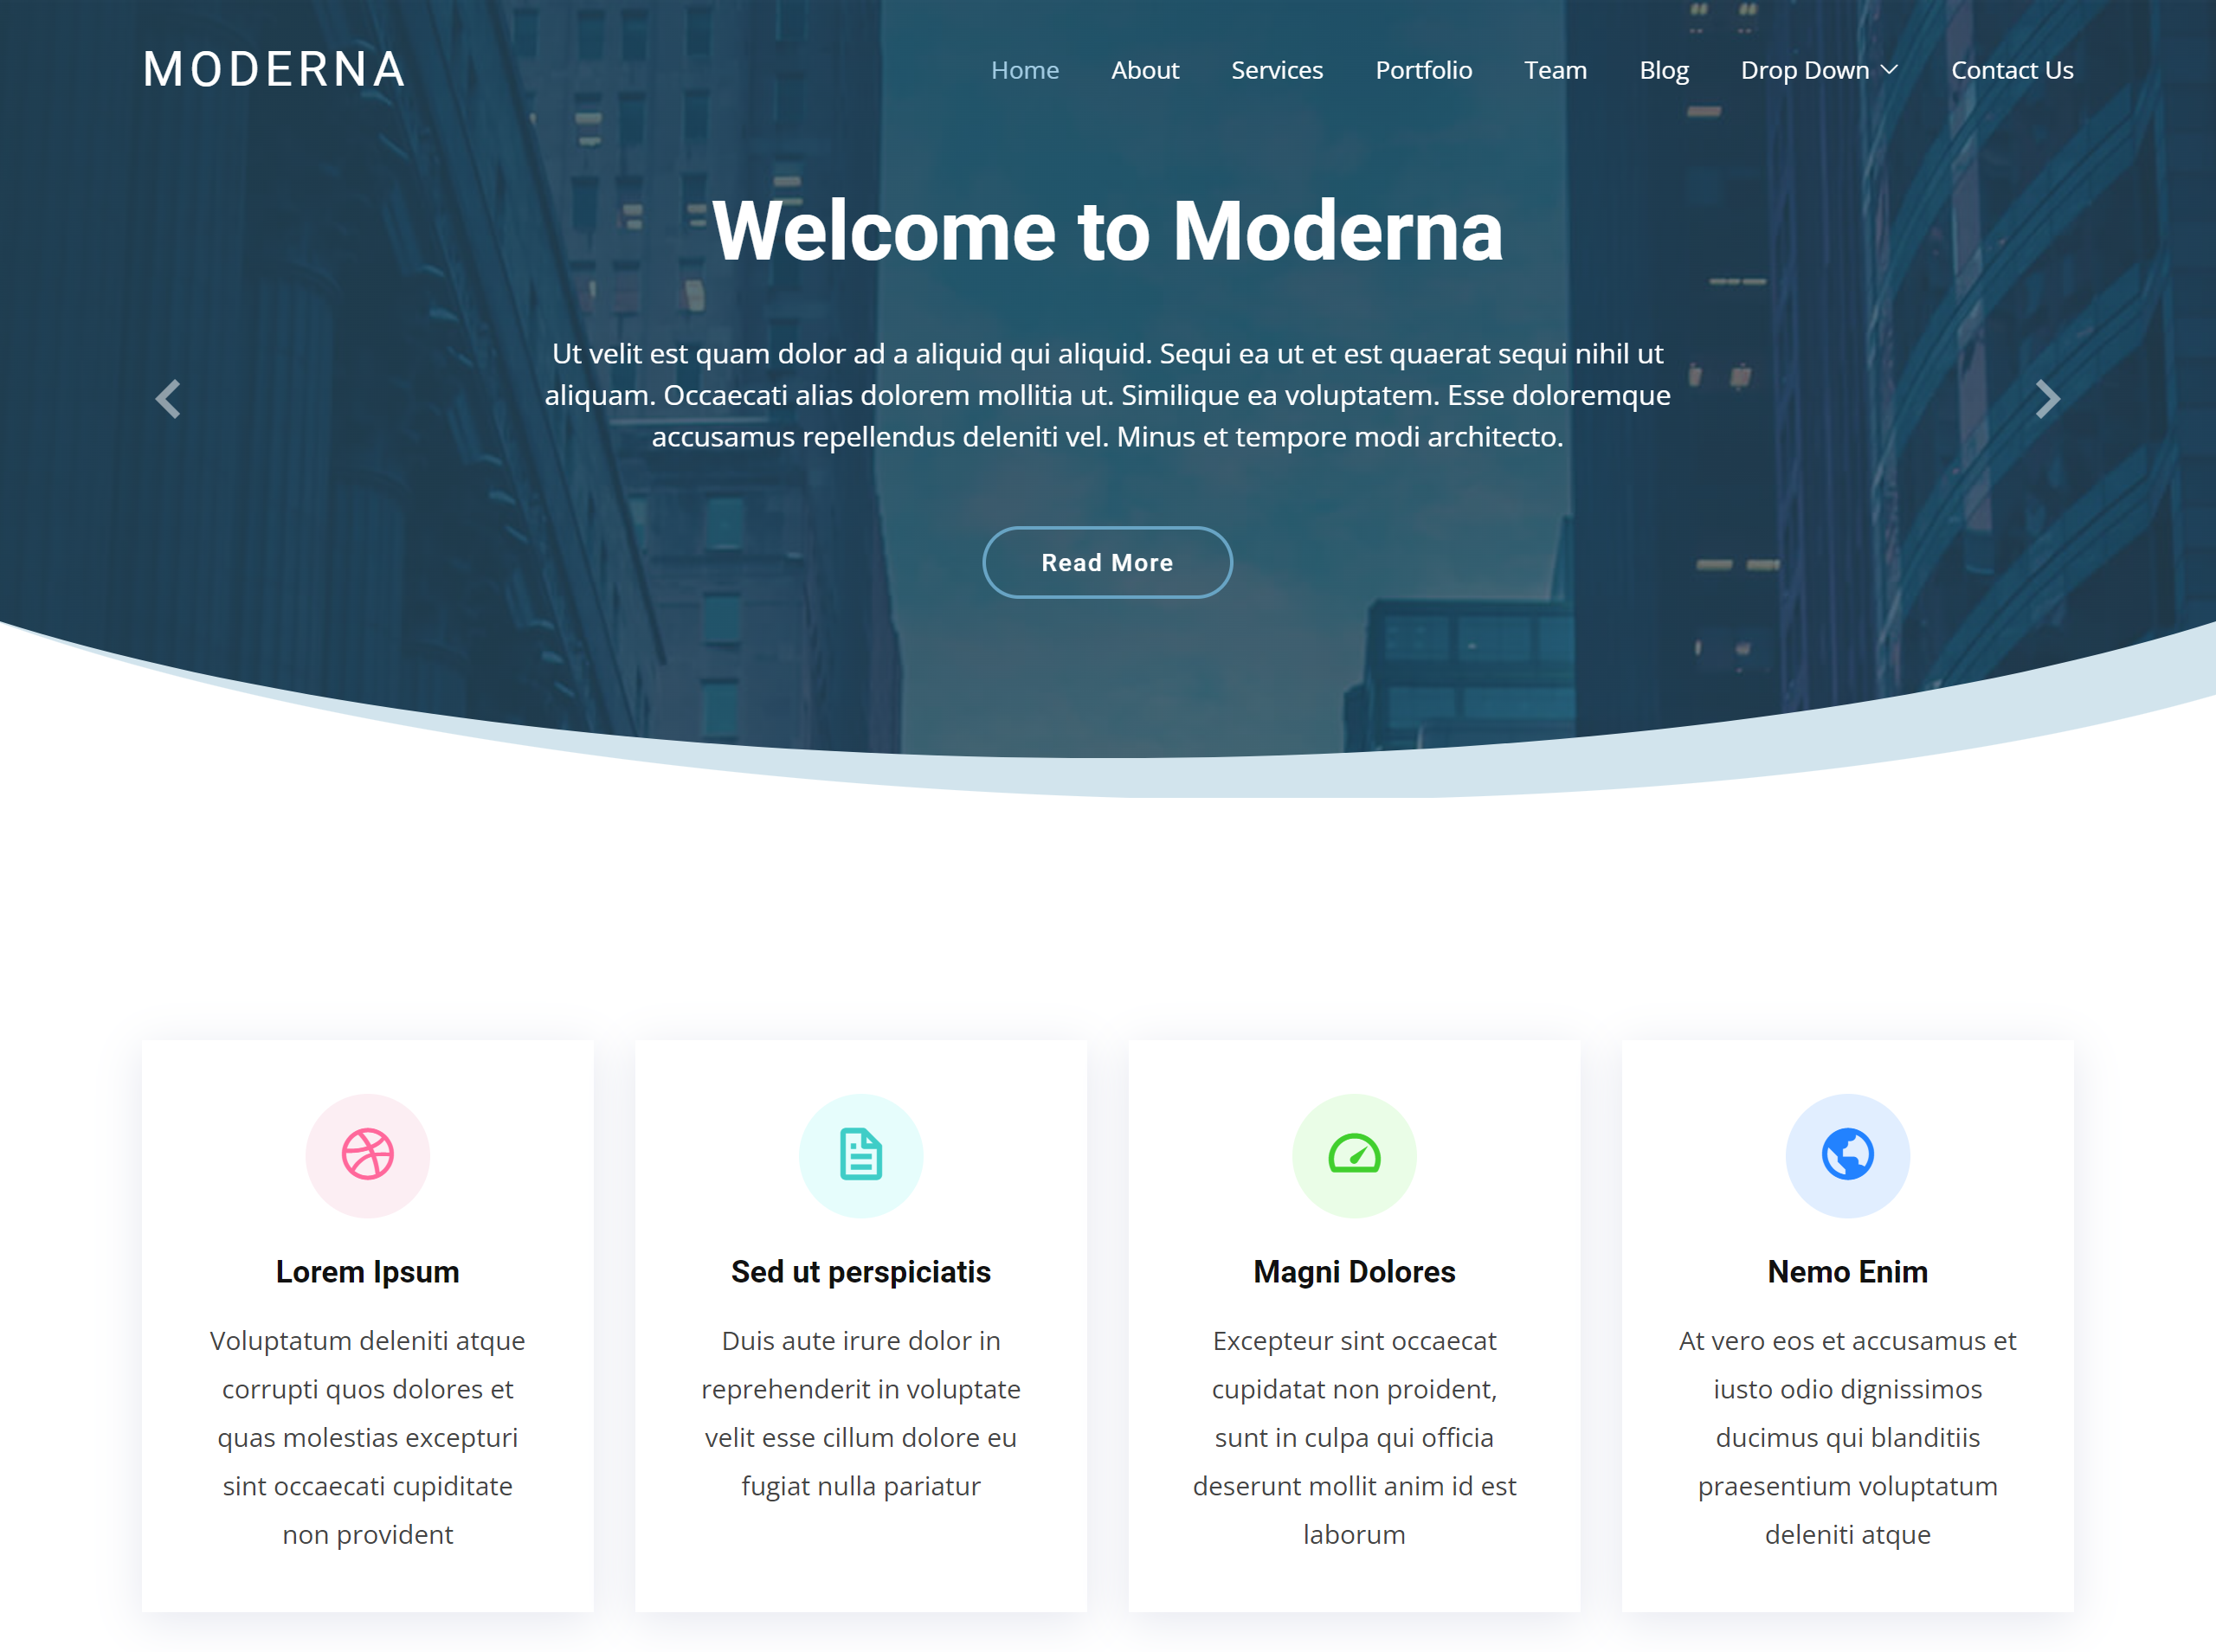 MODERNA
Home About Services Portfolio Team Blog Drop Down Contact Us
Welcome to Moderna
Ut velit est quam dolor ad a aliquid qui aliquid. Sequi ea ut et est quaerat sequi nihil ut
aliquam. Occaecati alias dolorem mollitia ut. Similique ea voluptatem. Esse doloremque
accusamus repellendus deleniti vel. Minus et tempore modi architecto.
Read More
Lorem Ipsum
Voluptatum deleniti atque
corrupti quos dolores et
quas molestias excepturi
sint occaecati cupiditate
non provident
Sed ut perspiciatis
Duis aute irure dolor in
reprehenderit in voluptate
velit esse cillum dolore eu
fugiat nulla pariatur
Magni Dolores
Excepteur sint occaecat
cupidatat non proident,
sunt in culpa qui officia
deserunt mollit anim id est
laborum
Nemo Enim
At vero eos et accusamus et
iusto odio dignissimos
ducimus qui blanditiis
praesentium voluptatum
deleniti atque